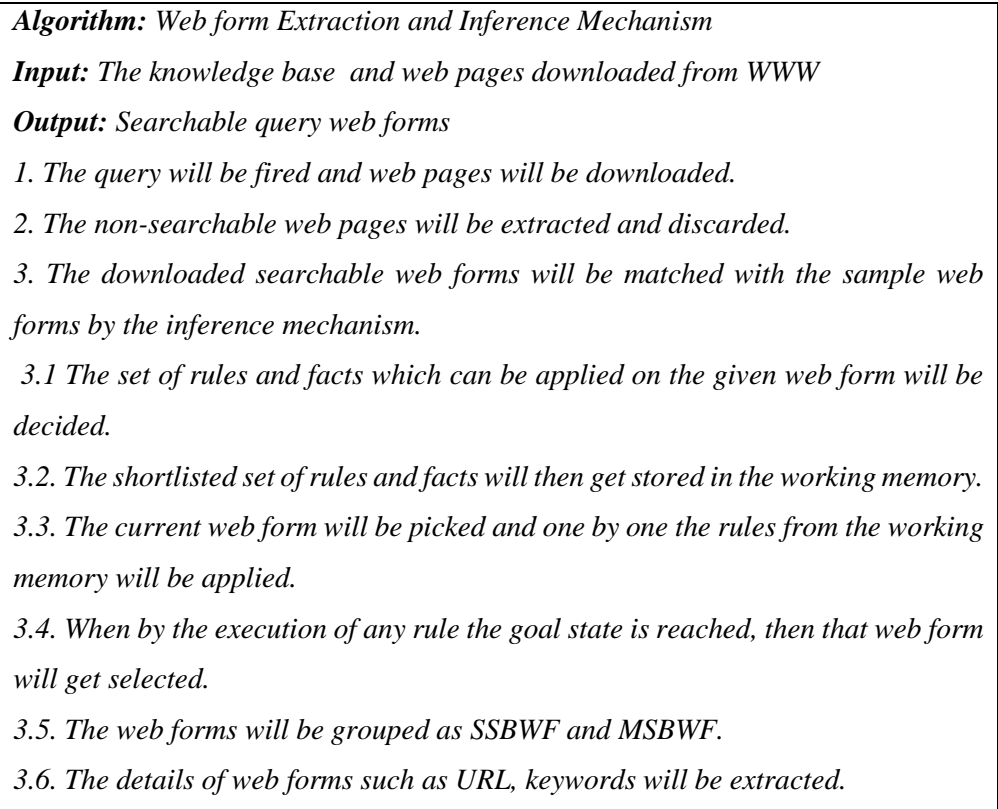 Algorithm: Web form Extraction and Inference Mechanism
Input: The knowledge base and web pages downloaded from WWW
Output: Searchable query web forms
1. The query will be fired and web pages will be downloaded.
2. The non-searchable web pages will be extracted and discarded.
3. The downloaded searchable web forms will be matched with the sample web
forms by the inference mechanism.
3.1 The set of rules and facts which can be applied on the given web form will be
decided.
3.2. The shortlisted set of rules and facts will then get stored in the working memory.
3.3. The current web form will be picked and one by one the rules from the working
memory will be applied.
3.4. When by the execution of any rule the goal state is reached, then that web form
will get selected.
3.5. The web forms will be grouped as SSBWF and MSBWF.
3.6. The details of web forms such as URL, keywords will be extracted.